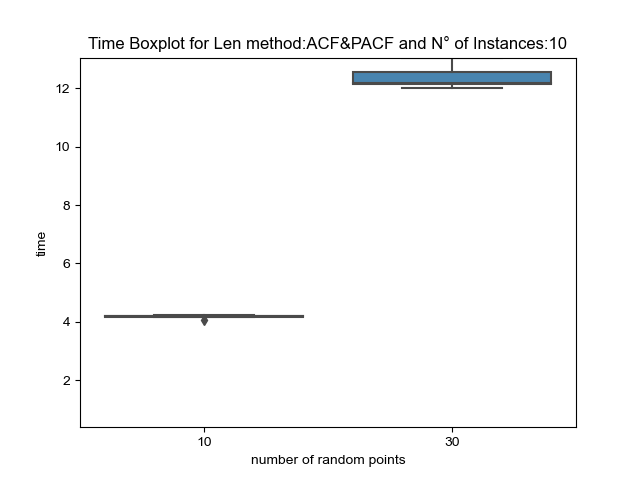 Time Boxplot for Len method:ACF&PACF and N° of Instances:10
12
10
8
6
4
2
time
10 30
number of random points